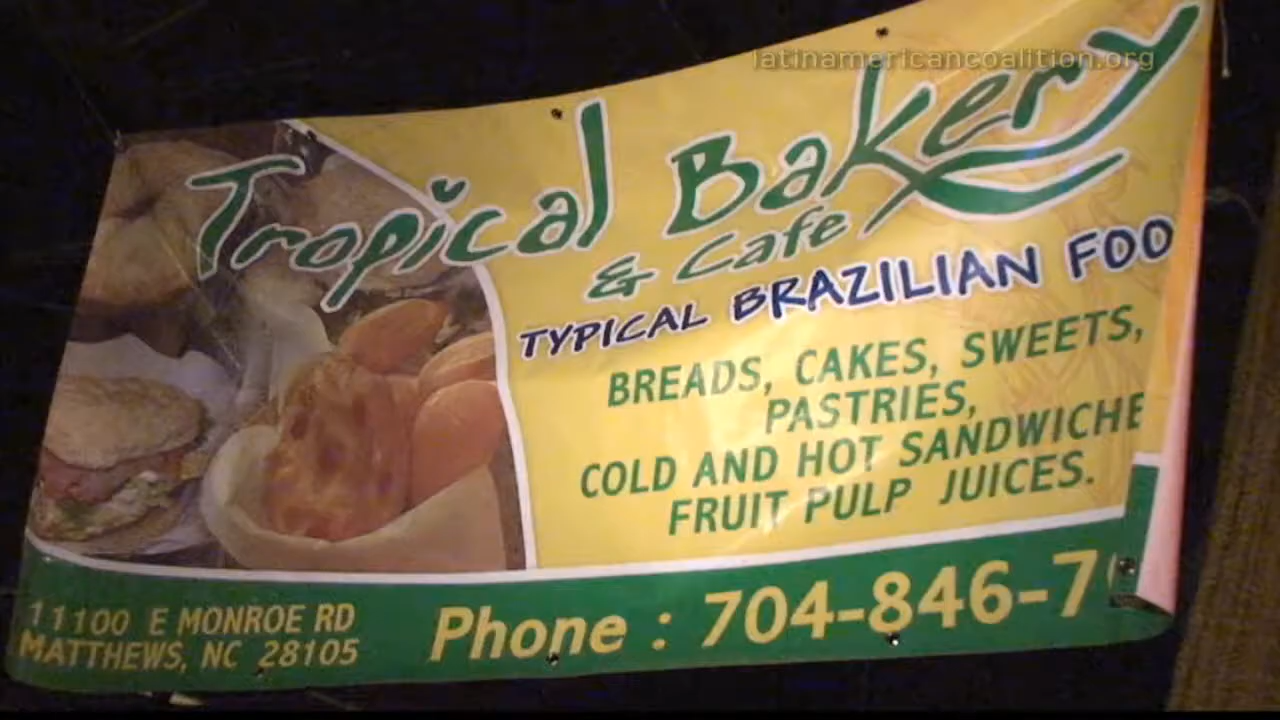 latinamericancoalition.org
Tropical Bakery
& Cafe
TYPICAL BRAZILIAN FOO
BREADS, CAKES, SWEETS,
PASTRIES,
COLD AND HOT SANDWICHE
FRUIT PULP JUICES.
11100 E MONROE RD
MATTHEWS, NC 28105
Phone : 704-846-7